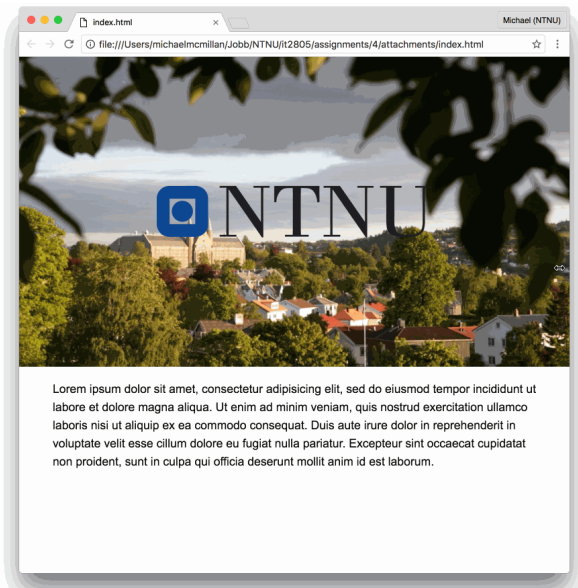 index.html
Michael (NTNU)
file:///Users/michaelmcmillan/Jobb/NTNU/it2805/assignments/4/attachments/index.html
NTNU
Lorem ipsum dolor sit amet, consectetur adipisicing elit, sed do eiusmod tempor incididunt ut
labore et dolore magna aliqua. Ut enim ad minim veniam, quis nostrud exercitation ullamco
laboris nisi ut aliquip ex ea commodo consequat. Duis aute irure dolor in reprehenderit in
voluptate velit esse cillum dolore eu fugiat nulla pariatur. Excepteur sint occaecat cupidatat
non proident, sunt in culpa qui officia deserunt mollit anim id est laborum.